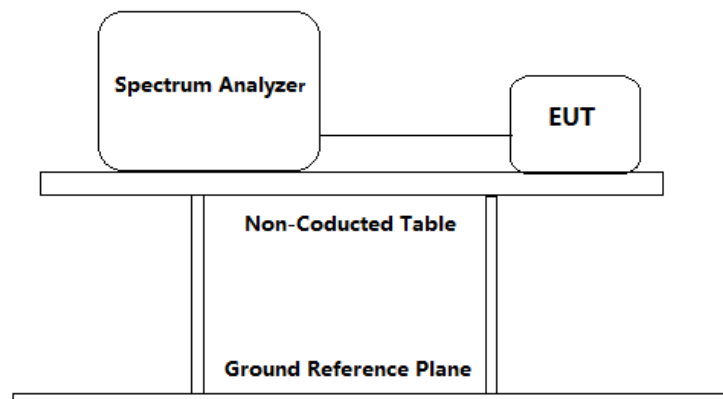 Spectrum Analyzer
EUT
Non-Coducted Table
Ground Reference Plane